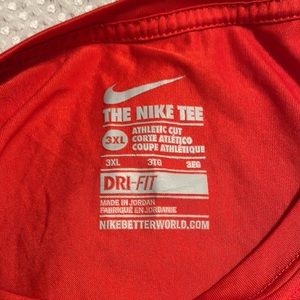 THE NIKE TEE
3XL
ATHLETIC CUT
CORTE ATLÉTICO
COUPE ATHLÉTIQUE
3XL 3TG 3EG
DRI-FIT
MADE IN JORDAN
FABRIQUÉ EN JORDANIE
NIKEBETTERWORLD.COM